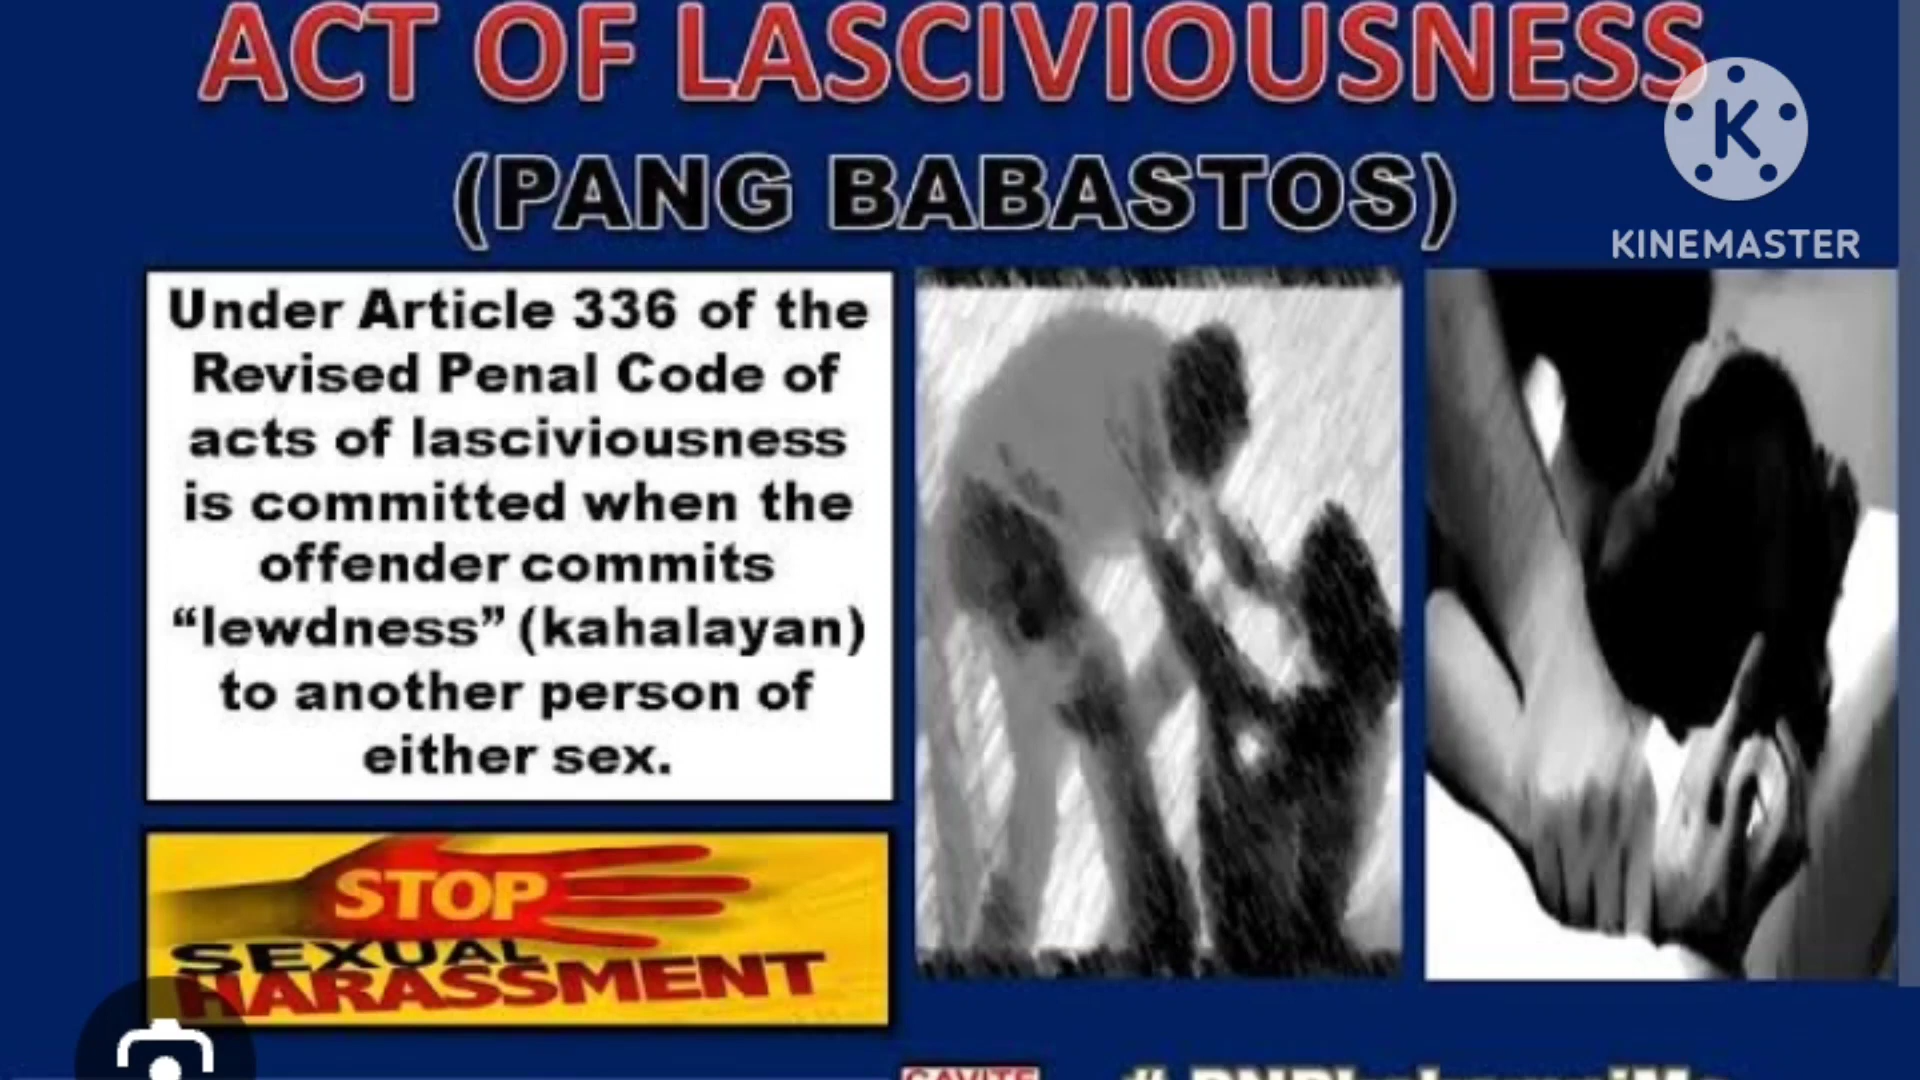 ACT OF LASCIVIOUSNESS
(PANG BABASTOS)
K
KINEMASTER
Under Article 336 of the
Revised Penal Code of
acts of lasciviousness
is committed when the
offender commits
“lewdness” (kahalayan)
to another person of
either sex.
STOP
SEXUAL
HARASSMENT
CAVITE